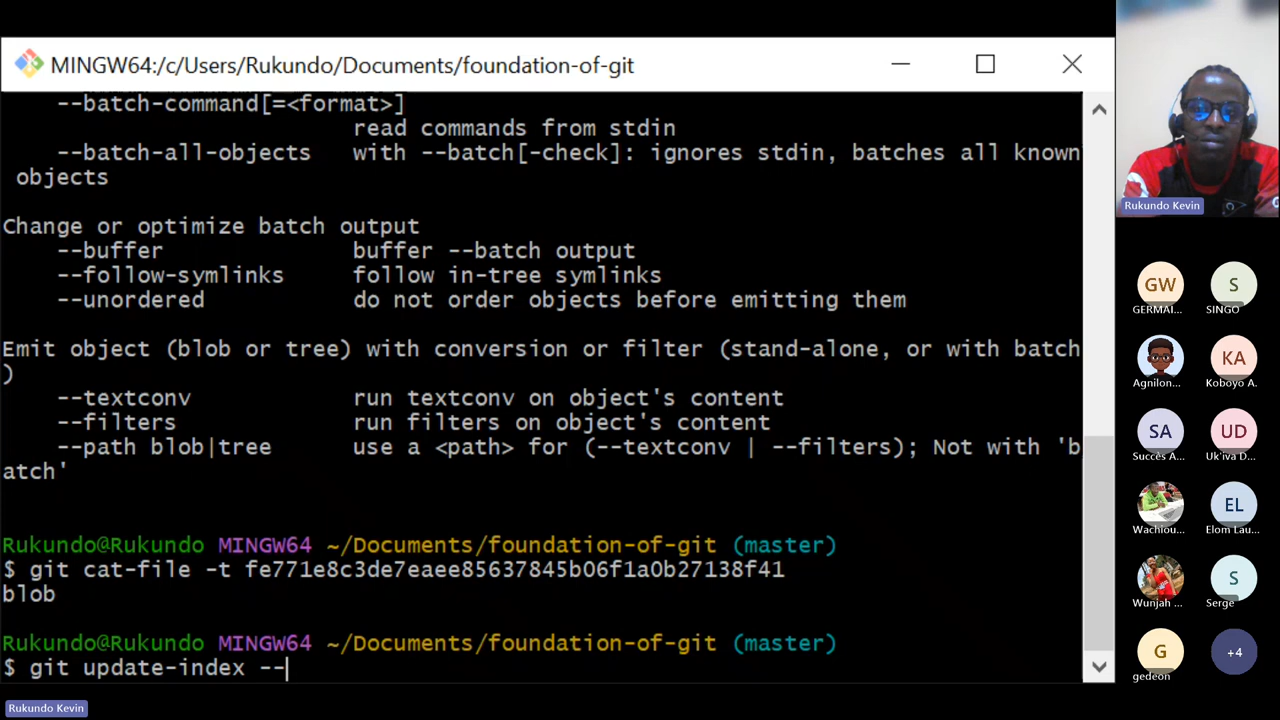 MINGW64:/c/Users/Rukundo/Documents/foundation-of-git
--batch-command[=<format>]
read commands from stdin
--batch-all-objects with --batch[-check]: ignores stdin, batches all known
objects
Change or optimize batch output
--buffer buffer --batch output
--follow-symlinks follow in-tree symlinks
--unordered do not order objects before emitting them
Emit object (blob or tree) with conversion or filter (stand-alone, or with batch
)
--textconv run textconv on object's content
--filters run filters on object's content
--path blob|tree use a <path> for (--textconv | --filters); Not with 'b
atch'
Rukundo@Rukundo MINGW64 ~/Documents/foundation-of-git (master)
$ git cat-file -t fe771e8c3de7eaee85637845b06f1a0b27138f41
blob
Rukundo@Rukundo MINGW64 ~/Documents/foundation-of-git (master)
$ git update-index --
Rukundo Kevin
Rukundo Kevin
GW S
GERMAI... SINGO
KA
Agnilon... Koboyo A.
SA UD
Succès A... Uk'iva D...
EL
Wachiou... Elom Lau...
S
Wunjah ... Serge
G +4
gedeon